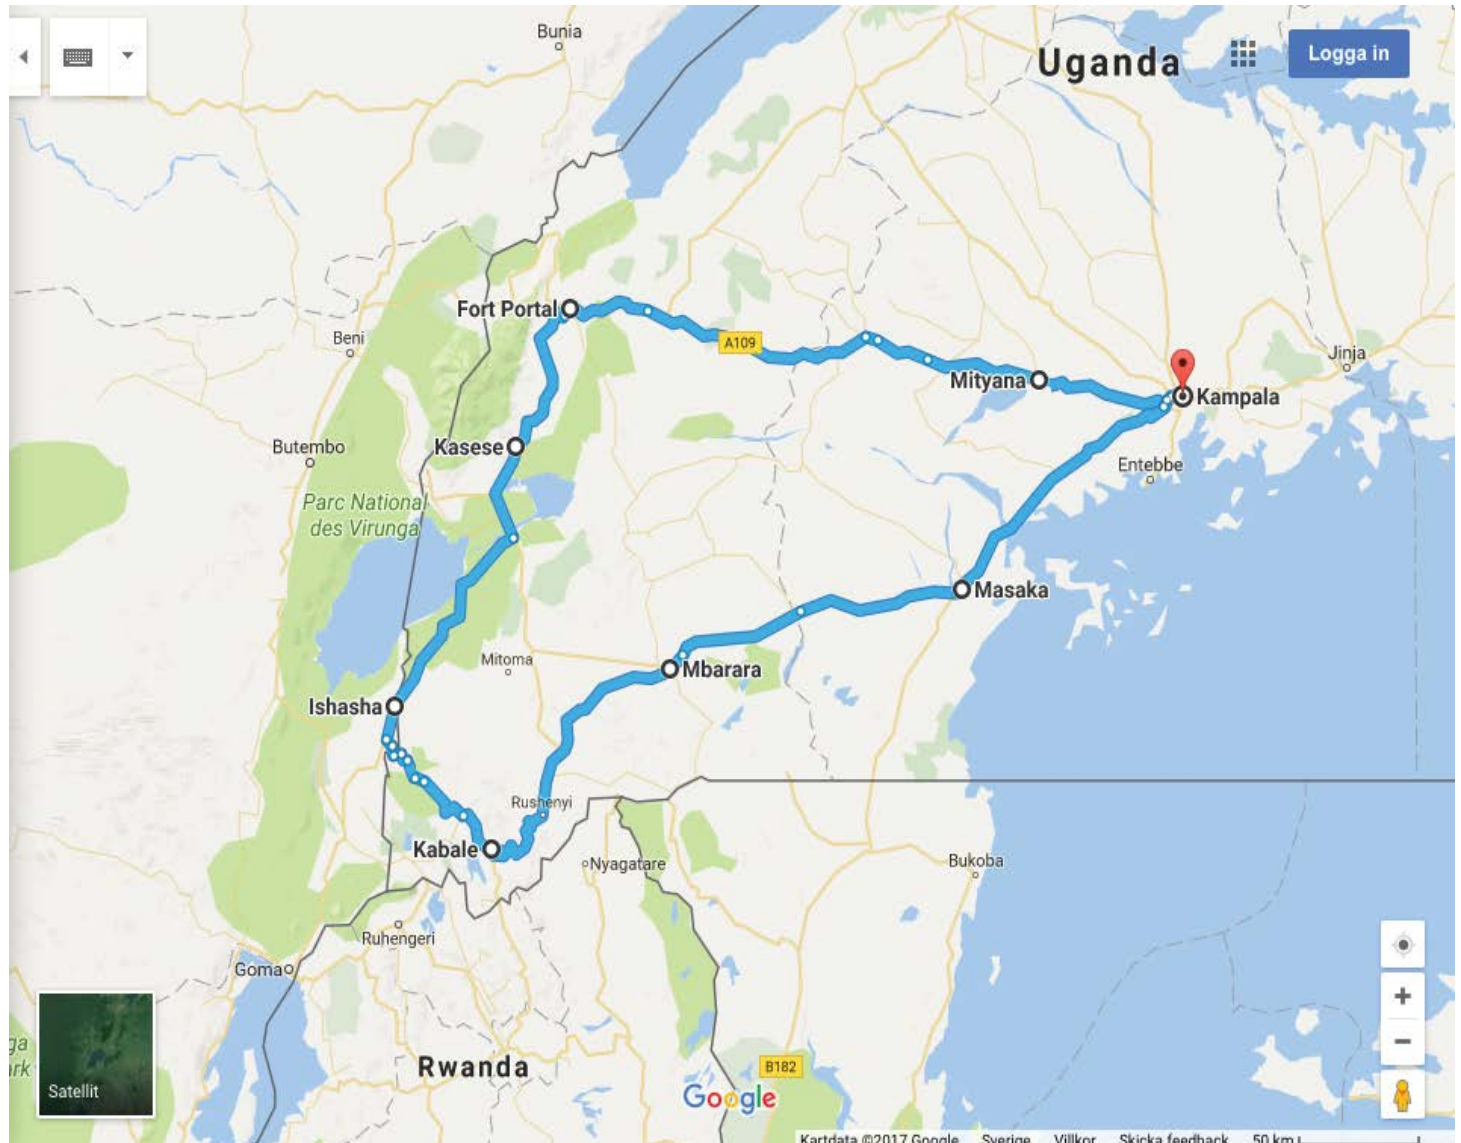 Bunia
Uganda
Logga in
Fort Portal
Beni
A109
Jinja
Mityana
Kampala
Butembo
Kasese
Entebbe
Parc National
des Virunga
Masaka
Mitoma
Mbarara
Ishasha
Rushenyi
Kabale
Nyagatare
Bukoba
Ruhengeri
Goma
ga
ark
Rwanda
B182
Satellit
Google
Kartdata ©2017 Google Sverige Villkor Skicka feedback 50 km